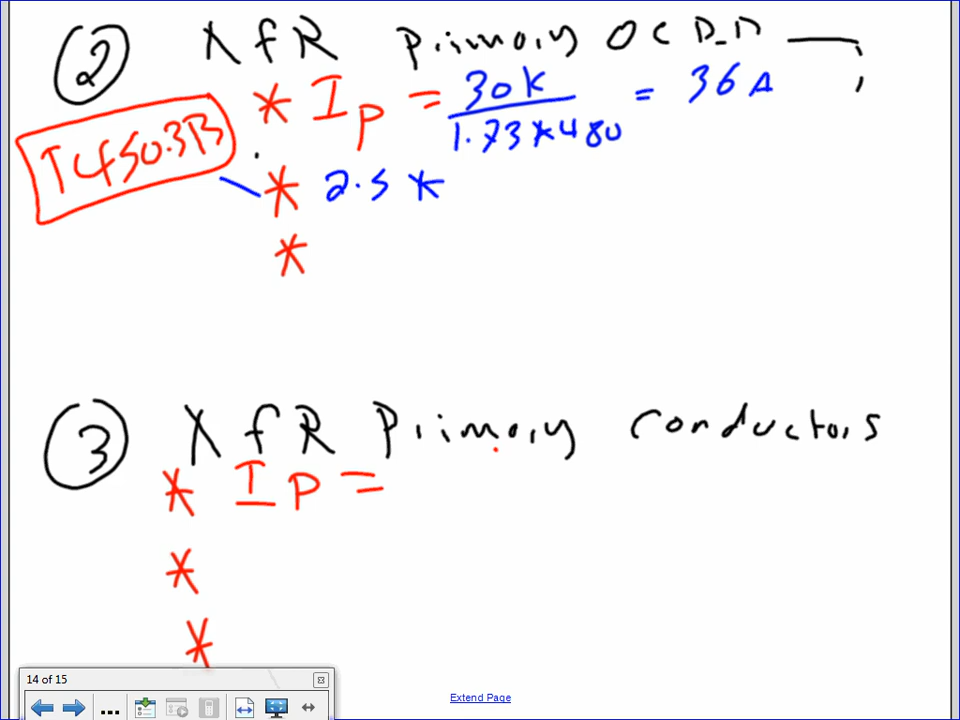 2 XfR Primary OCPD
* Ip = 30K / 1.73*480 = 36A
T450.3B
* 2.5 *
*
3 XfR Primary Conductors
* Ip =
*
*
14 of 15
Extend Page